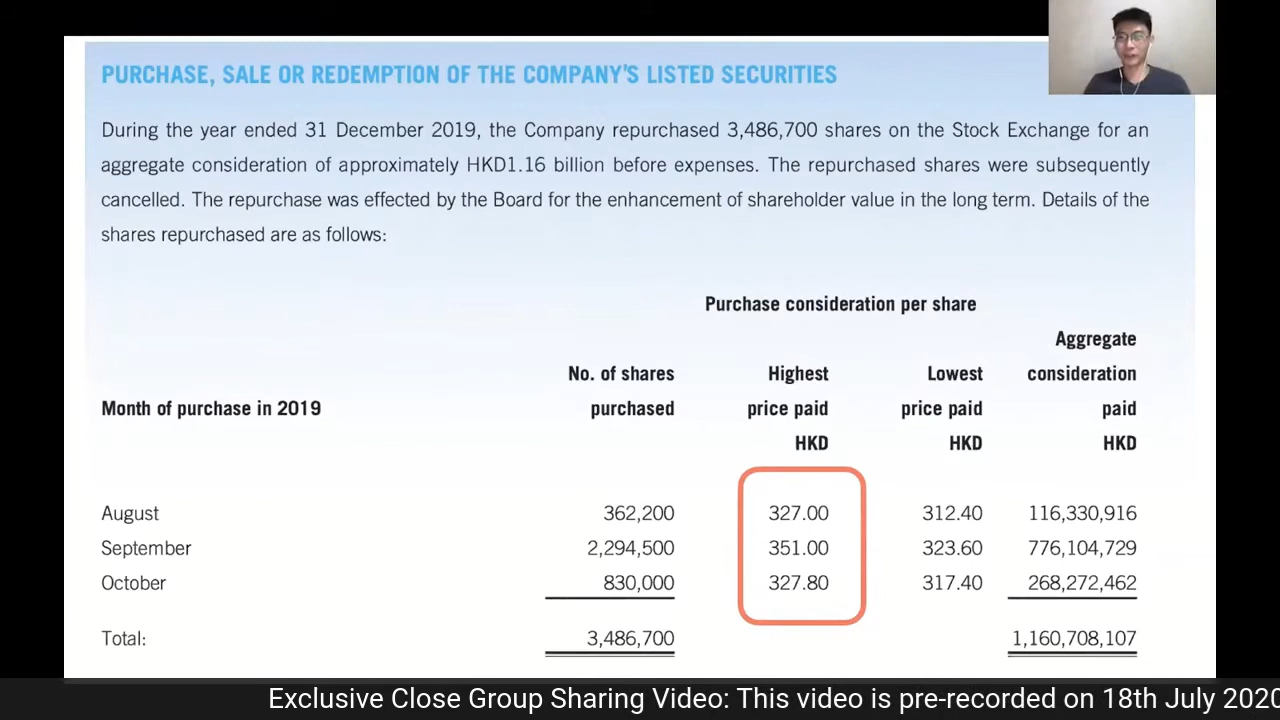 PURCHASE, SALE OR REDEMPTION OF THE COMPANY'S LISTED SECURITIES
During the year ended 31 December 2019, the Company repurchased 3,486,700 shares on the Stock Exchange for an
aggregate consideration of approximately HKD1.16 billion before expenses. The repurchased shares were subsequently
cancelled. The repurchase was effected by the Board for the enhancement of shareholder value in the long term. Details of the
shares repurchased are as follows:
Purchase consideration per share
Aggregate
No. of shares Highest Lowest consideration
Month of purchase in 2019 purchased price paid price paid paid
HKD HKD HKD
August 362,200 327.00 312.40 116,330,916
September 2,294,500 351.00 323.60 776,104,729
October 830,000 327.80 317.40 268,272,462
Total: 3,486,700 1,160,708,107
Exclusive Close Group Sharing Video: This video is pre-recorded on 18th July 2020